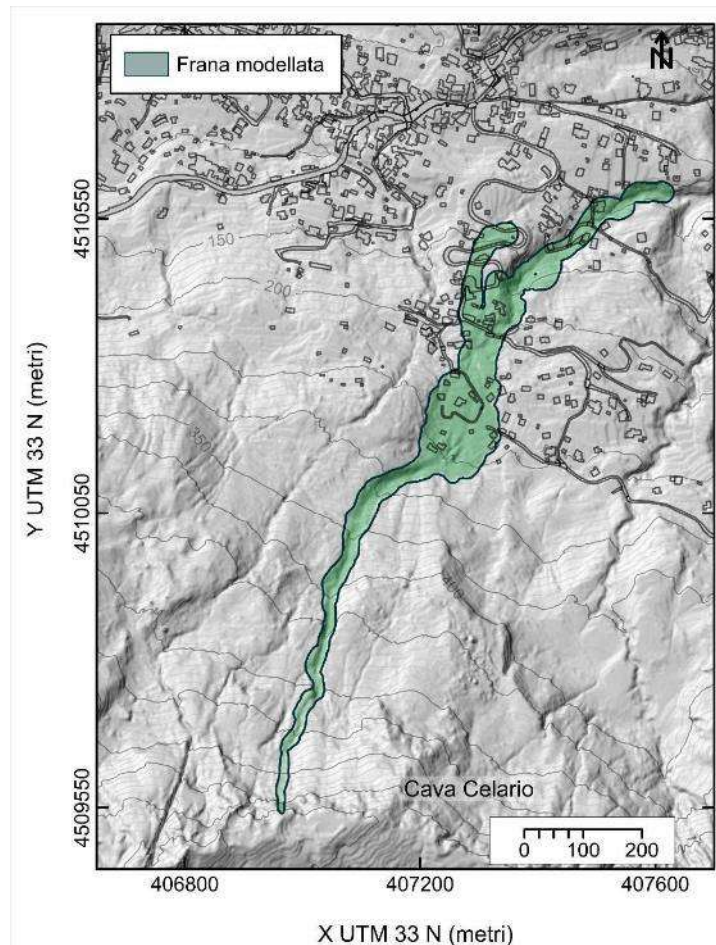 Frana modellata
N
4510550
150
200
Y UTM 33 N (metri)
350
4510050
400
4509550
Cava Celario
0 100 200
406800 407200 407600
X UTM 33 N (metri)